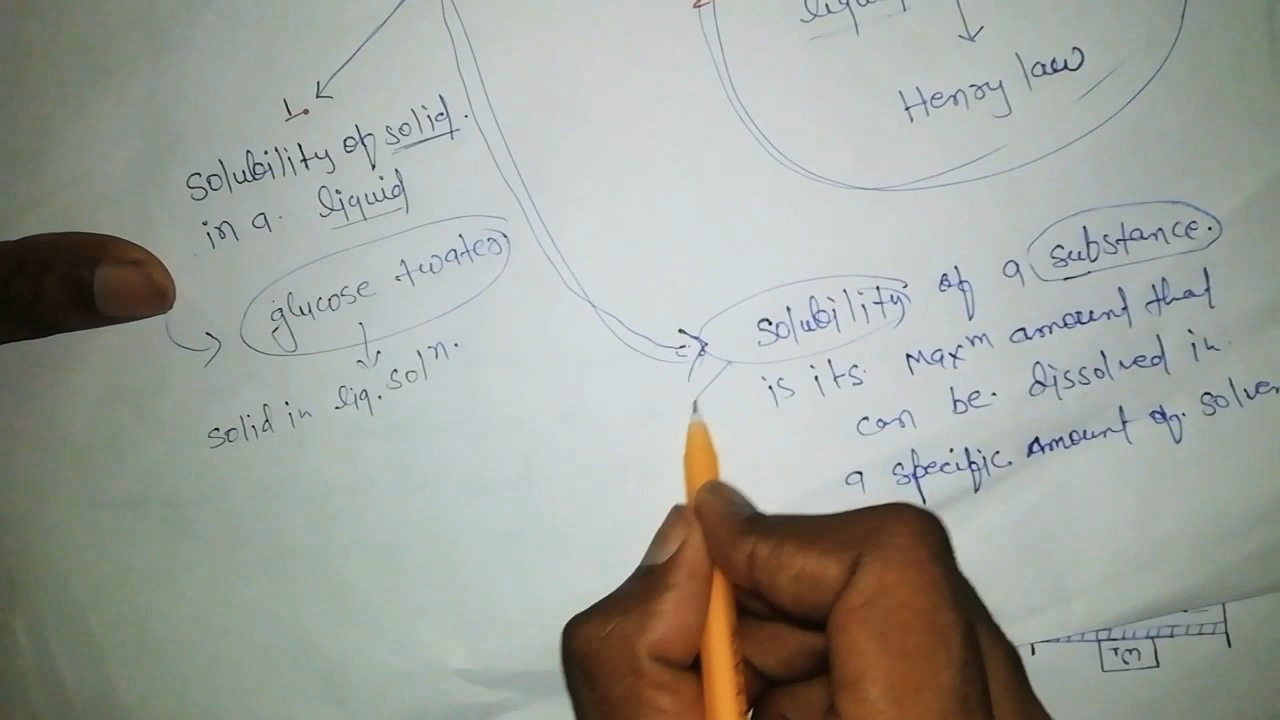 1.
solubility of solid.
in a. liquid
glucose + water
solid in liq. solⁿ.
liquid
Henry law
solubility of a substance.
is its maxᵐ amount that
can be dissolved in
a specific amount of solven